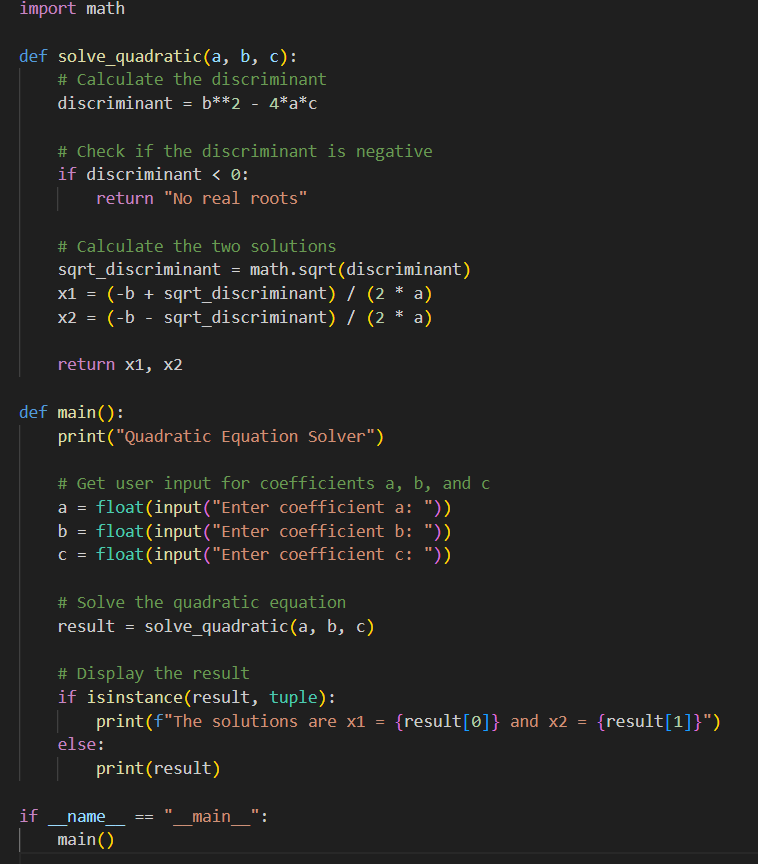 import math

def solve_quadratic(a, b, c):
    # Calculate the discriminant
    discriminant = b**2 - 4*a*c

    # Check if the discriminant is negative
    if discriminant < 0:
        return "No real roots"

    # Calculate the two solutions
    sqrt_discriminant = math.sqrt(discriminant)
    x1 = (-b + sqrt_discriminant) / (2 * a)
    x2 = (-b - sqrt_discriminant) / (2 * a)

    return x1, x2

def main():
    print("Quadratic Equation Solver")

    # Get user input for coefficients a, b, and c
    a = float(input("Enter coefficient a: "))
    b = float(input("Enter coefficient b: "))
    c = float(input("Enter coefficient c: "))

    # Solve the quadratic equation
    result = solve_quadratic(a, b, c)

    # Display the result
    if isinstance(result, tuple):
        print(f"The solutions are x1 = {result[0]} and x2 = {result[1]}")
    else:
        print(result)

if __name__ == "__main__":
    main()